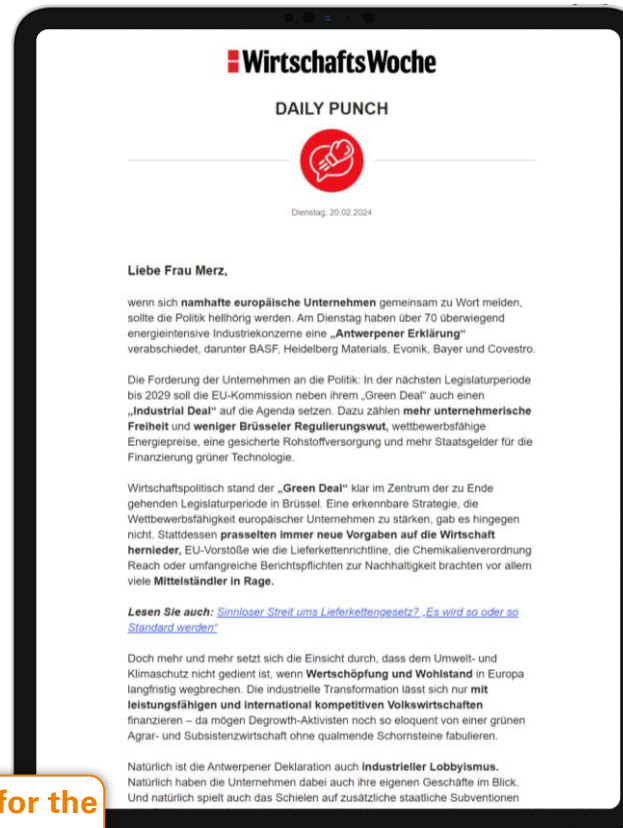 WirtschaftsWoche
DAILY PUNCH
Dienstag, 20.02.2024
Liebe Frau Merz,
wenn sich namhafte europäische Unternehmen gemeinsam zu Wort melden,
sollte die Politik hellhörig werden. Am Dienstag haben über 70 überwiegend
energieintensive Industriekonzerne eine „Antwerpener Erklärung“
verabschiedet, darunter BASF, Heidelberg Materials, Evonik, Bayer und Covestro.
Die Forderung der Unternehmen an die Politik: In der nächsten Legislaturperiode
bis 2029 soll die EU-Kommission neben ihrem „Green Deal“ auch einen
„Industrial Deal“ auf die Agenda setzen. Dazu zählen mehr unternehmerische
Freiheit und weniger Brüsseler Regulierungswut, wettbewerbsfähige
Energiepreise, eine gesicherte Rohstoffversorgung und mehr Staatsgelder für die
Finanzierung grüner Technologie.
Wirtschaftspolitisch stand der „Green Deal“ klar im Zentrum der zu Ende
gehenden Legislaturperiode in Brüssel. Eine erkennbare Strategie, die
Wettbewerbsfähigkeit europäischer Unternehmen zu stärken, gab es hingegen
nicht. Stattdessen prasselten immer neue Vorgaben auf die Wirtschaft
hernieder, EU-Vorstöße wie die Lieferkettenrichtline, die Chemikalienverordnung
Reach oder umfangreiche Berichtspflichten zur Nachhaltigkeit brachten vor allem
viele Mittelständler in Rage.
Lesen Sie auch: Sinnloser Streit ums Lieferkettengesetz? „Es wird so oder so
Standard werden“
Doch mehr und mehr setzt sich die Einsicht durch, dass dem Umwelt- und
Klimaschutz nicht gedient ist, wenn Wertschöpfung und Wohlstand in Europa
langfristig wegbrechen. Die industrielle Transformation lässt sich nur mit
leistungsfähigen und international kompetitiven Volkswirtschaften
finanzieren – da mögen Degrowth-Aktivisten noch so eloquent von einer grünen
Agrar- und Subsistenzwirtschaft ohne qualmende Schornsteine fabulieren.
Natürlich ist die Antwerpener Deklaration auch industrieller Lobbyismus.
Natürlich haben die Unternehmen dabei auch ihre eigenen Geschäfte im Blick.
Und natürlich spielt auch das Schielen auf zusätzliche staatliche Subventionen
for the